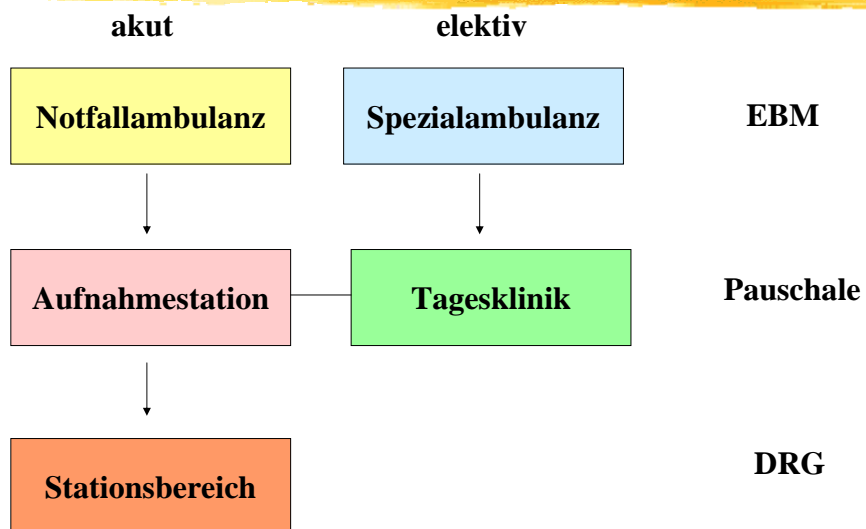 akut
elektiv
Notfallambulanz
Spezialambulanz
EBM
Aufnahmestation
Tagesklinik
Pauschale
Stationsbereich
DRG